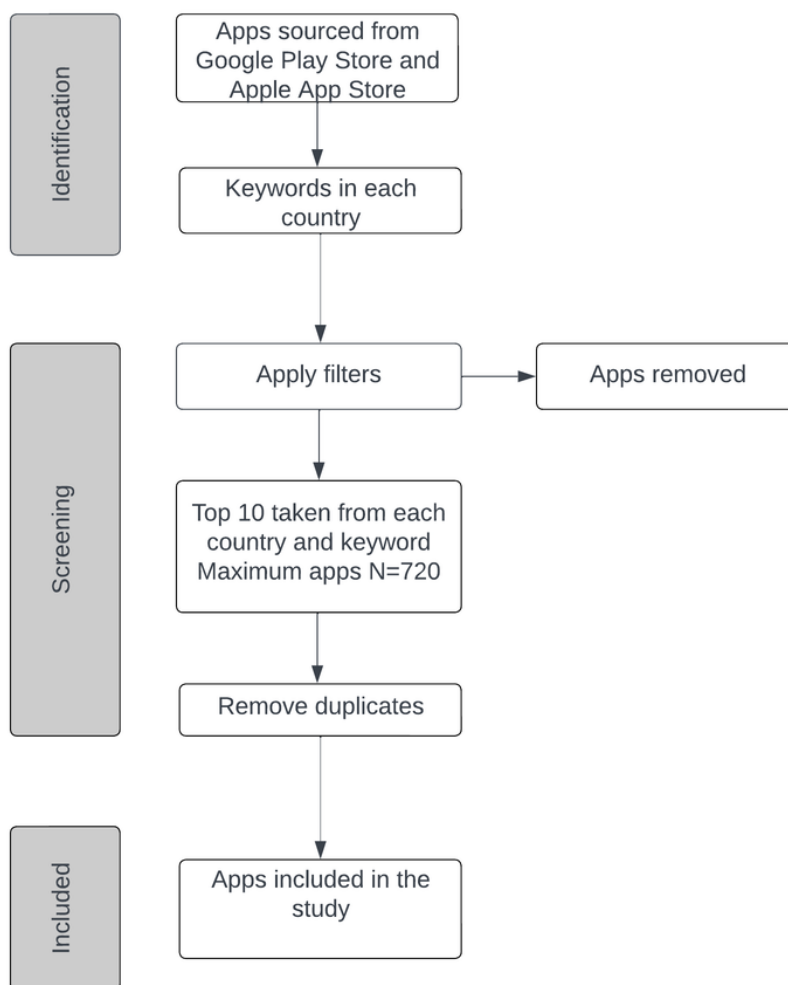 Identification
Apps sourced from
Google Play Store and
Apple App Store
Keywords in each
country
Screening
Apply filters
Apps removed
Top 10 taken from each
country and keyword
Maximum apps N=720
Remove duplicates
Included
Apps included in the
study